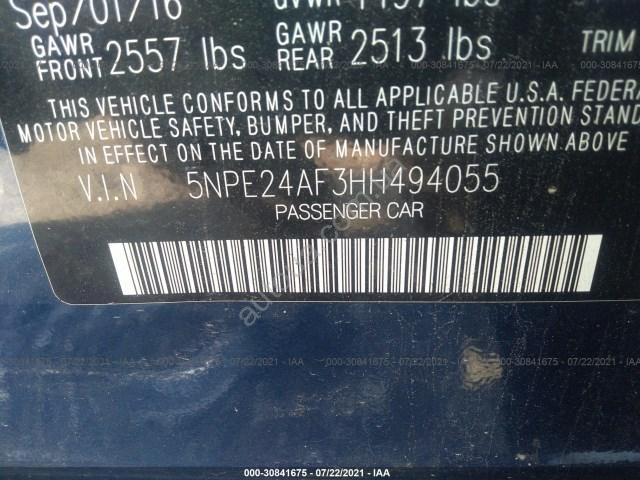 Sep/01/16
GAWR FRONT 2557 lbs GAWR REAR 2513 lbs TRIM
THIS VEHICLE CONFORMS TO ALL APPLICABLE U.S.A. FEDERA
MOTOR VEHICLE SAFETY, BUMPER, AND THEFT PREVENTION STAND
IN EFFECT ON THE DATE OF MANUFACTURE SHOWN ABOVE
V.I.N 5NPE24AF3HH494055
PASSENGER CAR
000-30841675 - 07/22/2021 - IAA